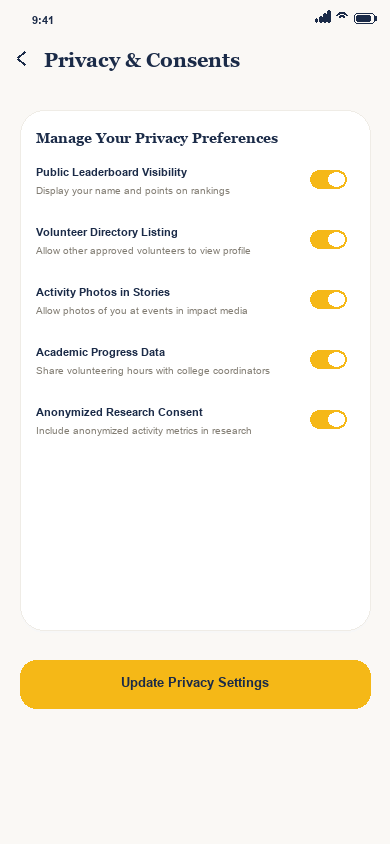 9:41
Privacy & Consents
Manage Your Privacy Preferences
Public Leaderboard Visibility
Display your name and points on rankings
Volunteer Directory Listing
Allow other approved volunteers to view profile
Activity Photos in Stories
Allow photos of you at events in impact media
Academic Progress Data
Share volunteering hours with college coordinators
Anonymized Research Consent
Include anonymized activity metrics in research
Update Privacy Settings